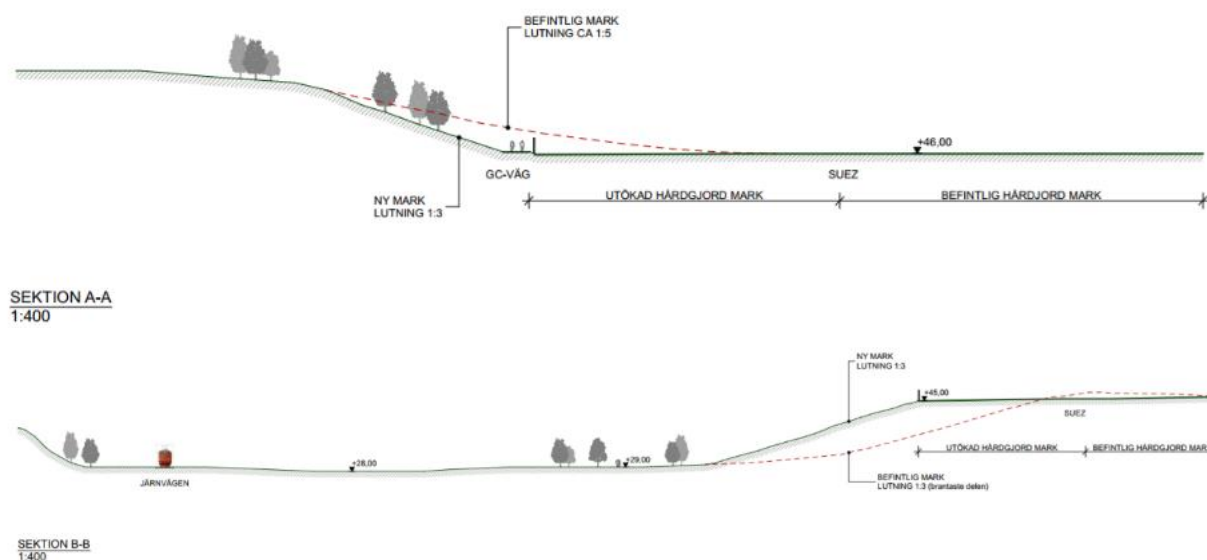 BEFINTLIG MARK
LUTNING CA 1:5
+46,00
GC-VÄG
SUEZ
NY MARK
LUTNING 1:3
UTÖKAD HÅRDGJORD MARK
BEFINTLIG HÅRDJORD MARK
SEKTION A-A
1:400
NY MARK
LUTNING 1:3
+45,00
SUEZ
UTÖKAD HÅRDGJORD MARK
BEFINTLIG HÅRDGJORD MARK
+28,00
+29,00
JÄRNVÄGEN
BEFINTLIG MARK
LUTNING 1:3 (brantaste delen)
SEKTION B-B
1:400